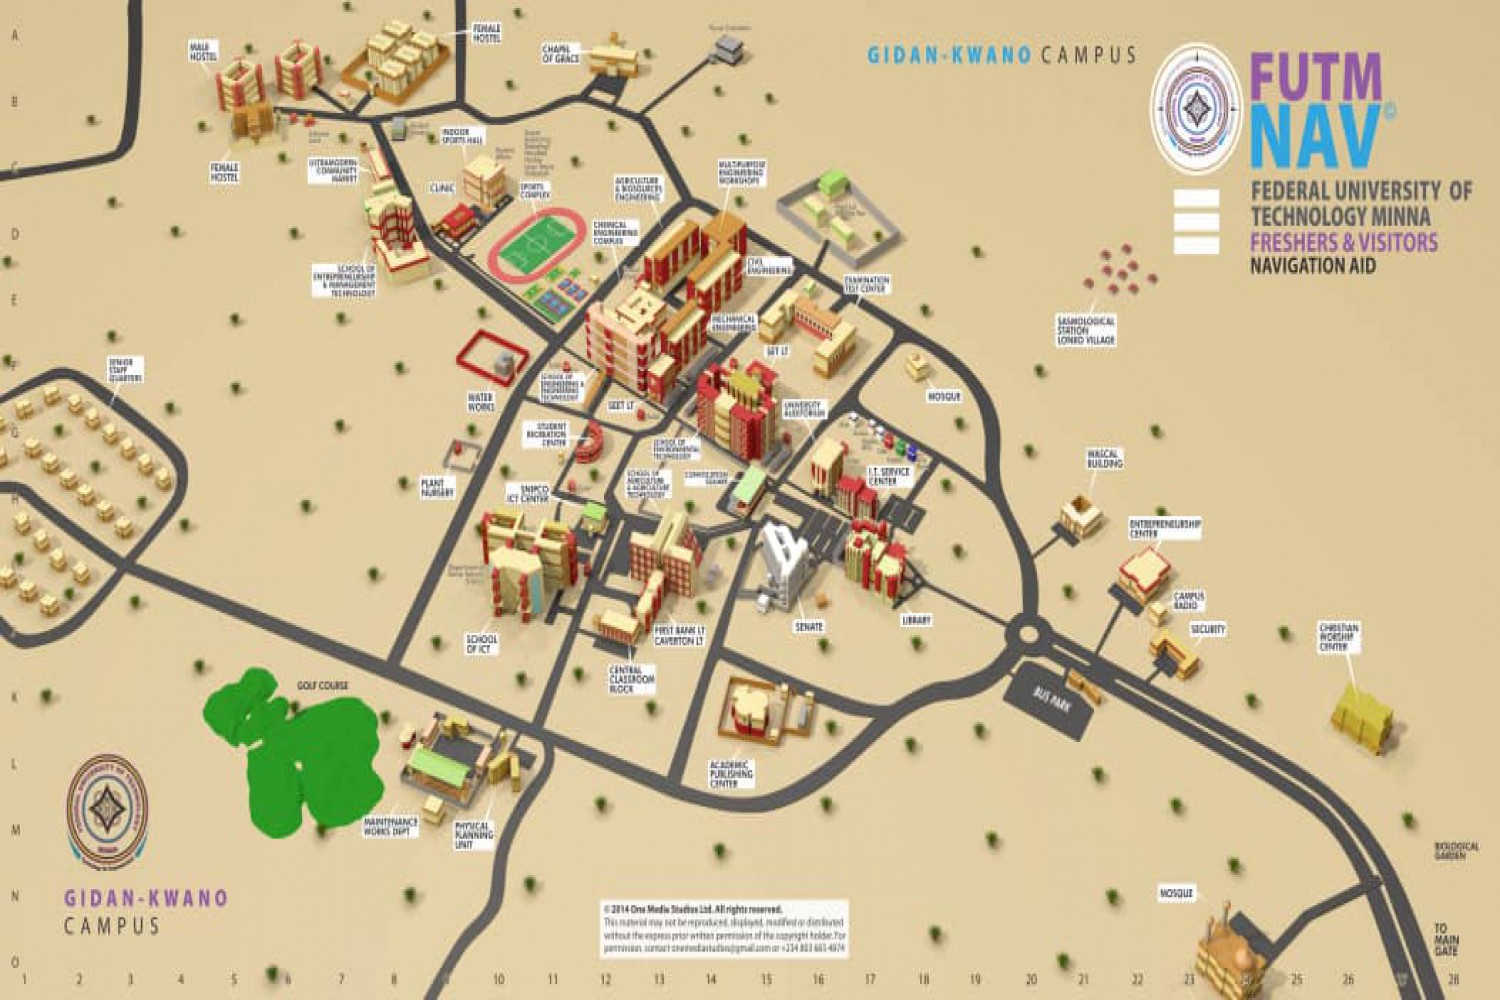 GIDAN-KWANO CAMPUS
FUTM
NAV©
FEDERAL UNIVERSITY OF
TECHNOLOGY MINNA
FRESHERS & VISITORS
NAVIGATION AID
A
B
C
D
E
F
G
H
K
L
M
N
O
MALE
HOSTEL
FEMALE
HOSTEL
CHAPEL
OF GRACE
FEMALE
HOSTEL
ULTRAMODERN
COMMUNITY
MARKET
INDOOR
SPORTS HALL
CLINIC
SPORTS
COMPLEX
AGRICULTURE
& BIORSOURCES
ENGINEERING
MULTIPURPOSE
ENGINEERING
WORKSHOPS
CHEMICAL
ENGINEERING
COMPLEX
CIVIL
ENGINEERING
SCHOOL OF
ENTREPRENEURSHIP
& MANAGEMENT
TECHNOLOGY
EXAMINATION
TEST CENTER
MECHANICAL
ENGINEERING
SASMOLOGICAL
STATION
LONKO VILLAGE
SET LT
SENIOR
STAFF
QUARTERS
WATER
WORKS
SCHOOL OF
ENGINEERING &
ENGINEERING
TECHNOLOGY
SEET LT
UNIVERSITY
AUDITORIUM
MOSQUE
STUDENT
RECREATION
CENTER
SCHOOL OF
ENVIRONMENTAL
TECHNOLOGY
MASCAL
BUILDING
PLANT
NURSERY
SNEPCO
ICT CENTER
SCHOOL OF
AGRICULTURE
& AGRICULTURE
TECHNOLOGY
CONVOCATION
SQUARE
I.T. SERVICE
CENTER
ENTREPRENEURSHIP
CENTER
CAMPUS
RADIO
SECURITY
CHRISTIAN
WORSHIP
CENTER
SCHOOL
OF ICT
FIRST BANK LT
CAVERTON LT
SENATE
LIBRARY
CENTRAL
CLASSROOM
BLOCK
BUS PARK
GOLF COURSE
ACADEMIC
PUBLISHING
CENTER
MAINTENANCE
WORKS DEPT
PHYSICAL
PLANNING
UNIT
BIOLOGICAL
GARDEN
MOSQUE
TO
MAIN
GATE
GIDAN-KWANO
CAMPUS
© 2014 One Media Studios Ltd. All rights reserved.
This material may not be reproduced, displayed, modified or distributed
without the express prior written permission of the copyright holder. For
permission, contact onemediastudios@gmail.com or +234 803 665 4874
1 2 3 4 5 6 7 8 10 11 12 13 14 15 16 17 18 19 20 21 22 23 24 25 26 28